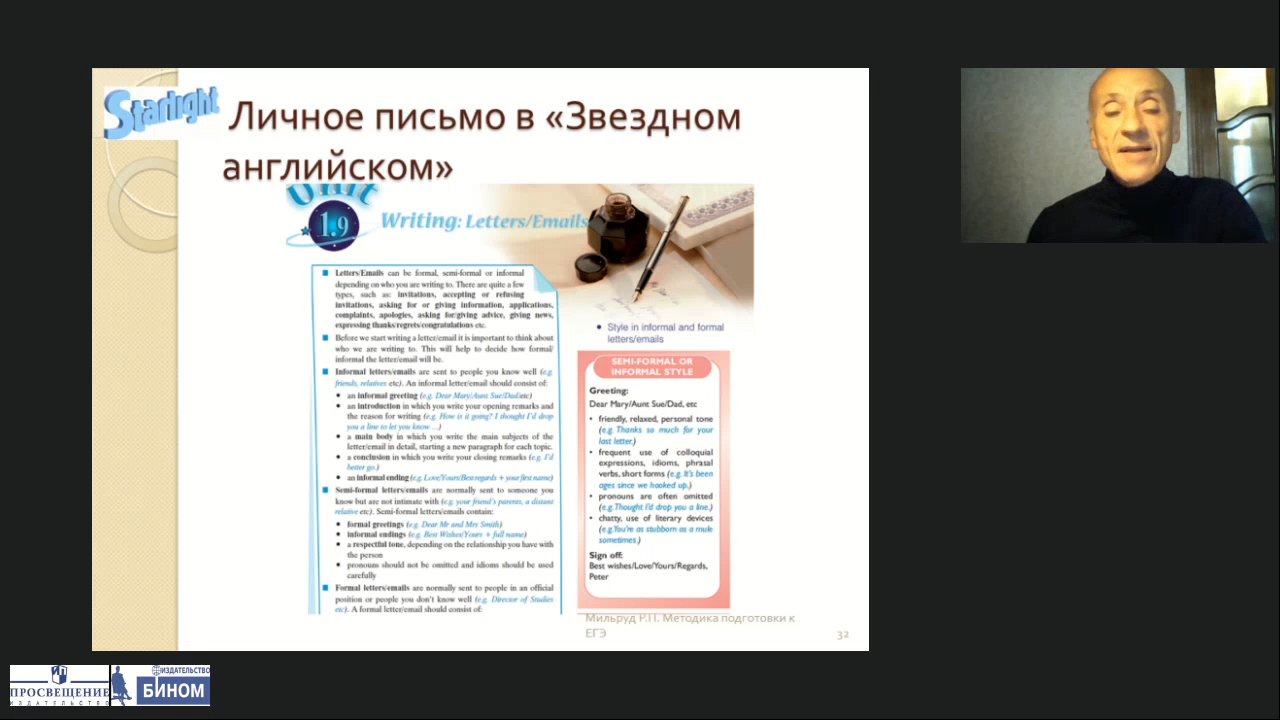 Starlight
Личное письмо в «Звездном
английском»
Unit
1.9
Writing: Letters/Emails
Letters/Emails can be formal, semi-formal or informal
depending on who you are writing to. There are quite a few
types, such as: invitations, accepting or refusing
invitations, asking for or giving information, applications,
complaints, apologies, asking for/giving advice, giving news,
expressing thanks/regrets/congratulations etc.
Before we start writing a letter/email it is important to think about
who we are writing to. This will help to decide how formal/
informal the letter/email will be.
Informal letters/emails are sent to people you know well (e.g.
friends, relatives etc). An informal letter/email should consist of:
• an informal greeting (e.g. Dear Mary/Aunt Sue/Dad etc)
• an introduction in which you write your opening remarks and
the reason for writing (e.g. How is it going? I thought I'd drop
you a line to let you know ...)
• a main body in which you write the main subjects of the
letter/email in detail, starting a new paragraph for each topic.
• a conclusion in which you write your closing remarks (e.g. I'd
better go.)
• an informal ending (e.g. Love/Yours/Best regards + your first name)
Semi-formal letters/emails are normally sent to someone you
know but are not intimate with (e.g. your friend's parents, a distant
relative etc). Semi-formal letters/emails contain:
• formal greetings (e.g. Dear Mr and Mrs Smith)
• informal endings (e.g. Best Wishes/Yours + full name)
• a respectful tone, depending on the relationship you have with
the person
• pronouns should not be omitted and idioms should be used
carefully
Formal letters/emails are normally sent to people in an official
position or people you don't know well (e.g. Director of Studies
etc). A formal letter/email should consist of:
• Style in informal and formal
letters/emails
SEMI-FORMAL OR
INFORMAL STYLE
Greeting:
Dear Mary/Aunt Sue/Dad, etc
• friendly, relaxed, personal tone
(e.g. Thanks so much for your
last letter.)
• frequent use of colloquial
expressions, idioms, phrasal
verbs, short forms (e.g. It's been
ages since we hooked up.)
• pronouns are often omitted
(e.g. Thought I'd drop you a line.)
• chatty, use of literary devices
(e.g. You're as stubborn as a mule
sometimes.)
Sign off:
Best wishes/Love/Yours/Regards,
Peter
Мильруд Р.П. Методика подготовки к
ЕГЭ
32
ПРОСВЕЩЕНИЕ
ИЗДАТЕЛЬСТВО
ИЗДАТЕЛЬСТВО
БИНОМ